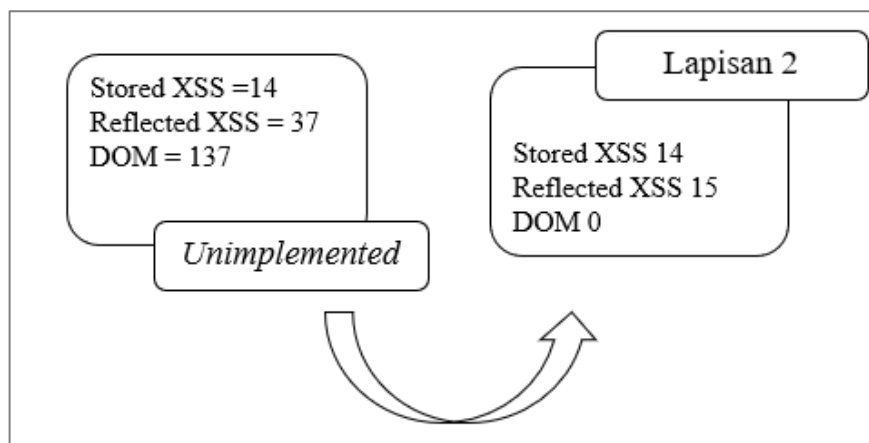 Stored XSS =14
Reflected XSS = 37
DOM = 137
Unimplemented
Lapisan 2
Stored XSS 14
Reflected XSS 15
DOM 0